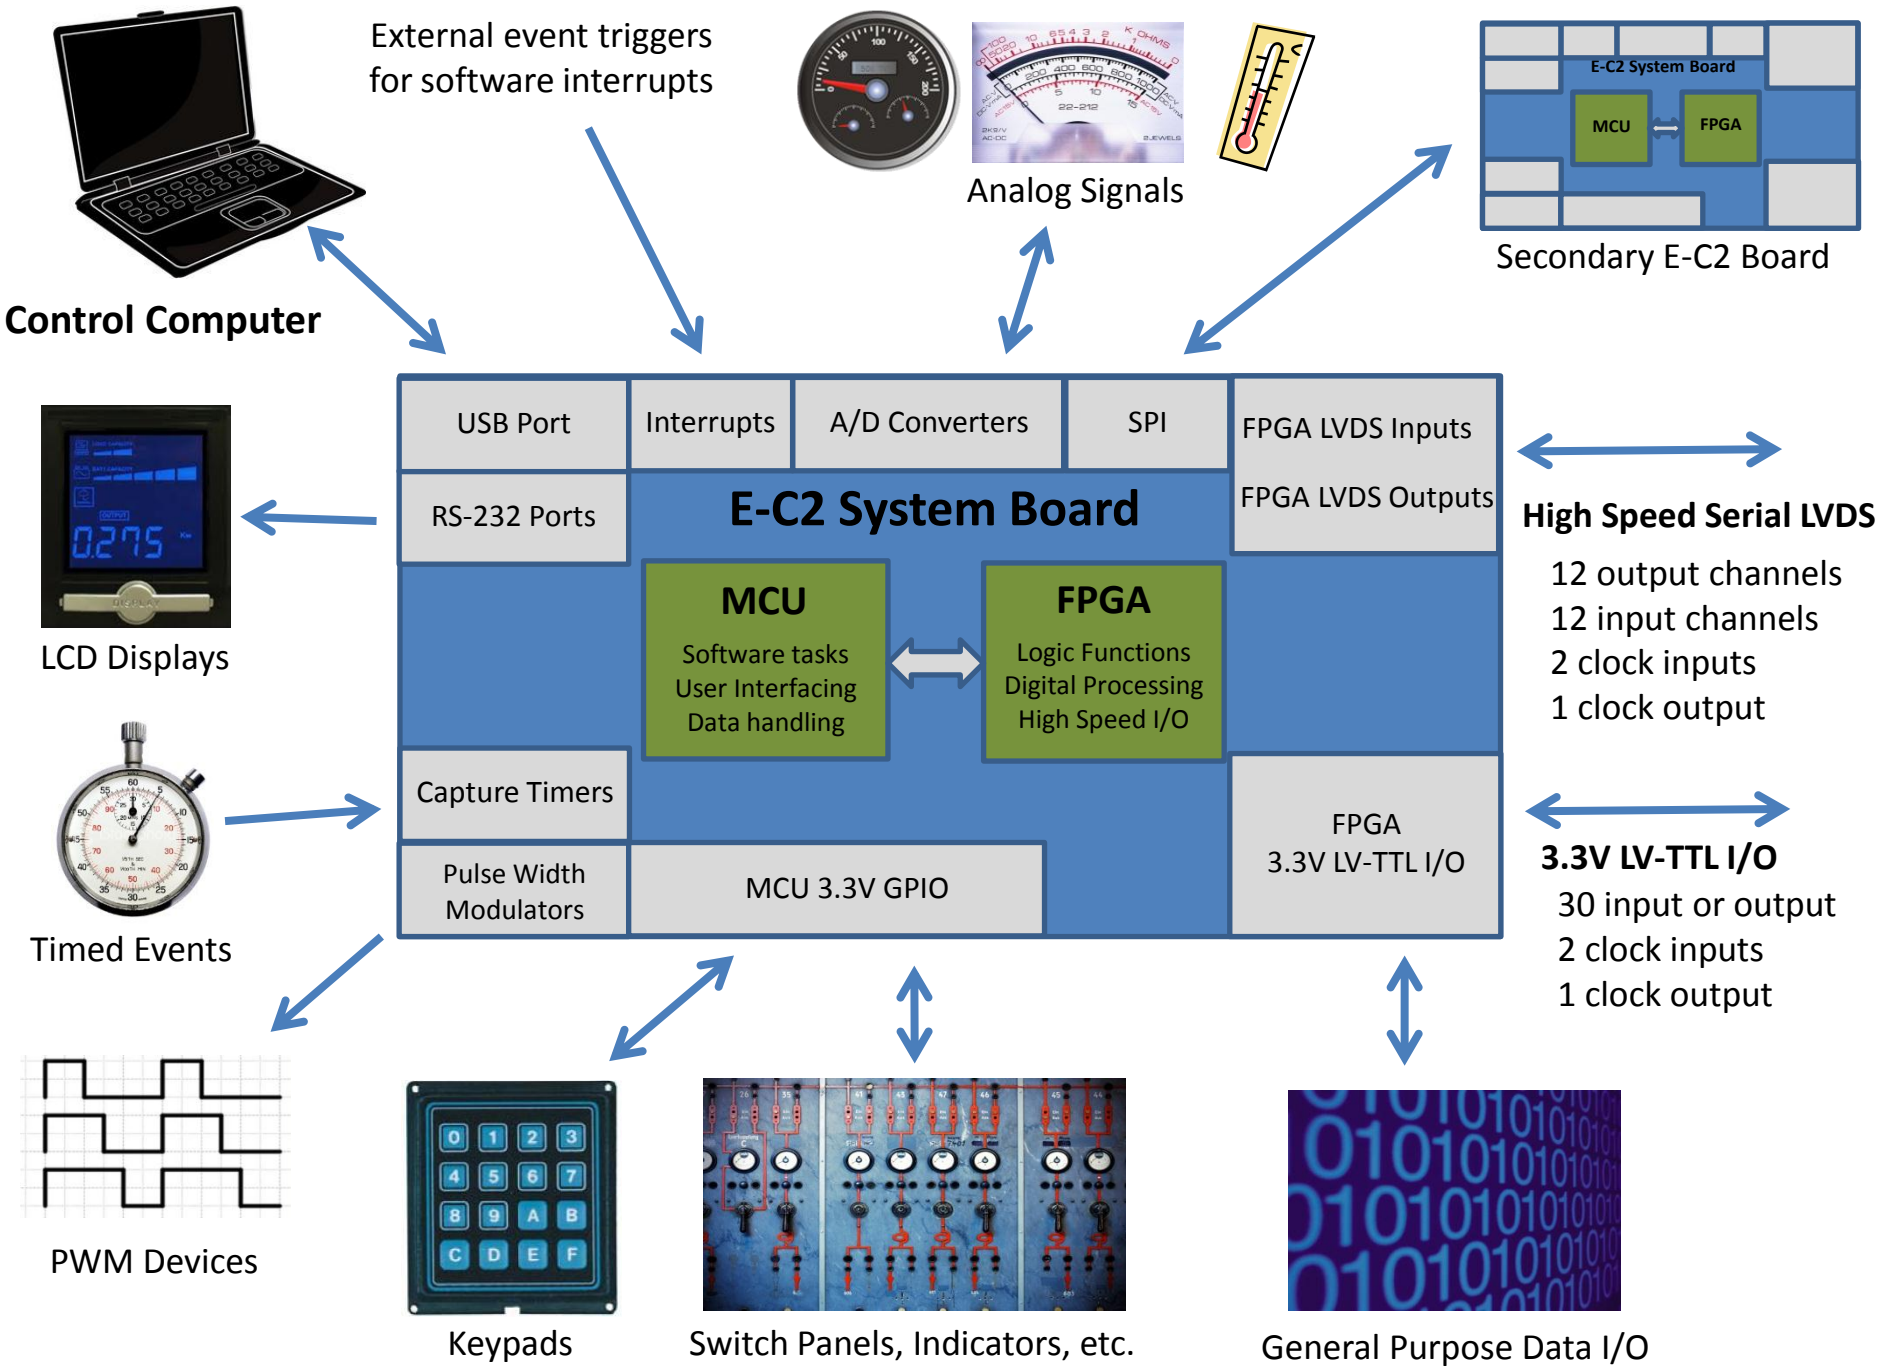 External event triggers
for software interrupts
Analog Signals
E-C2 System Board
MCU
FPGA
Secondary E-C2 Board
Control Computer
USB Port
Interrupts
A/D Converters
SPI
FPGA LVDS Inputs
FPGA LVDS Outputs
RS-232 Ports
E-C2 System Board
High Speed Serial LVDS
12 output channels
12 input channels
2 clock inputs
1 clock output
MCU
Software tasks
User Interfacing
Data handling
FPGA
Logic Functions
Digital Processing
High Speed I/O
OUTPUT
0.275
DISPLAY
LCD Displays
Capture Timers
Pulse Width
Modulators
MCU 3.3V GPIO
FPGA
3.3V LV-TTL I/O
3.3V LV-TTL I/O
30 input or output
2 clock inputs
1 clock output
Timed Events
PWM Devices
0 1 2 3
4 5 6 7
8 9 A B
C D E F
Keypads
Switch Panels, Indicators, etc.
General Purpose Data I/O